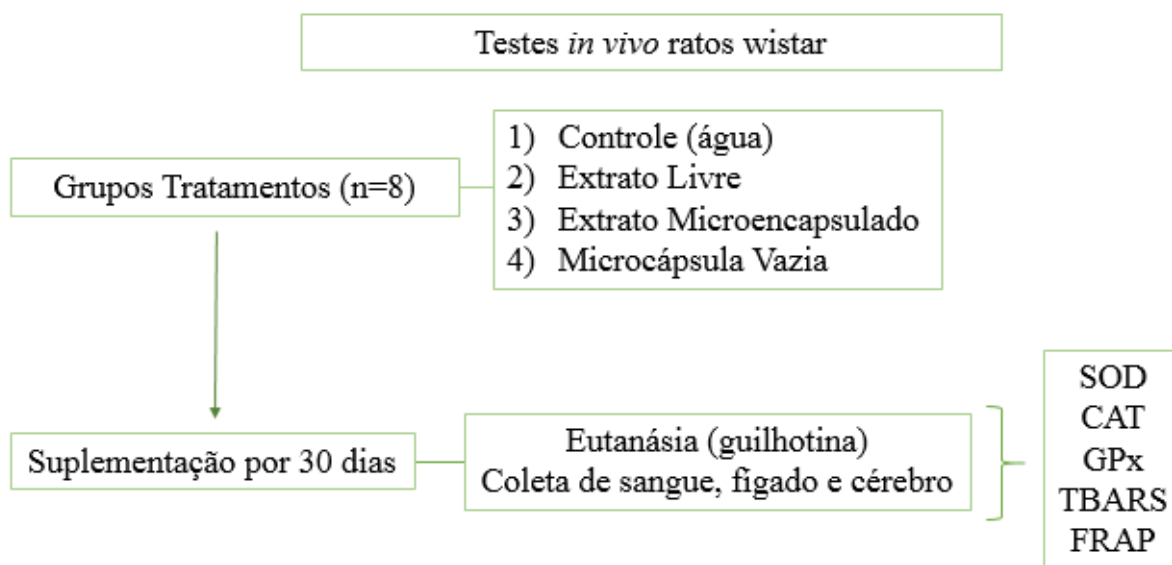 Testes in vivo ratos wistar
Grupos Tratamentos (n=8)
1) Controle (água)
2) Extrato Livre
3) Extrato Microencapsulado
4) Microcápsula Vazia
Suplementação por 30 dias
Eutanásia (guilhotina)
Coleta de sangue, fígado e cérebro
SOD
CAT
GPx
TBARS
FRAP